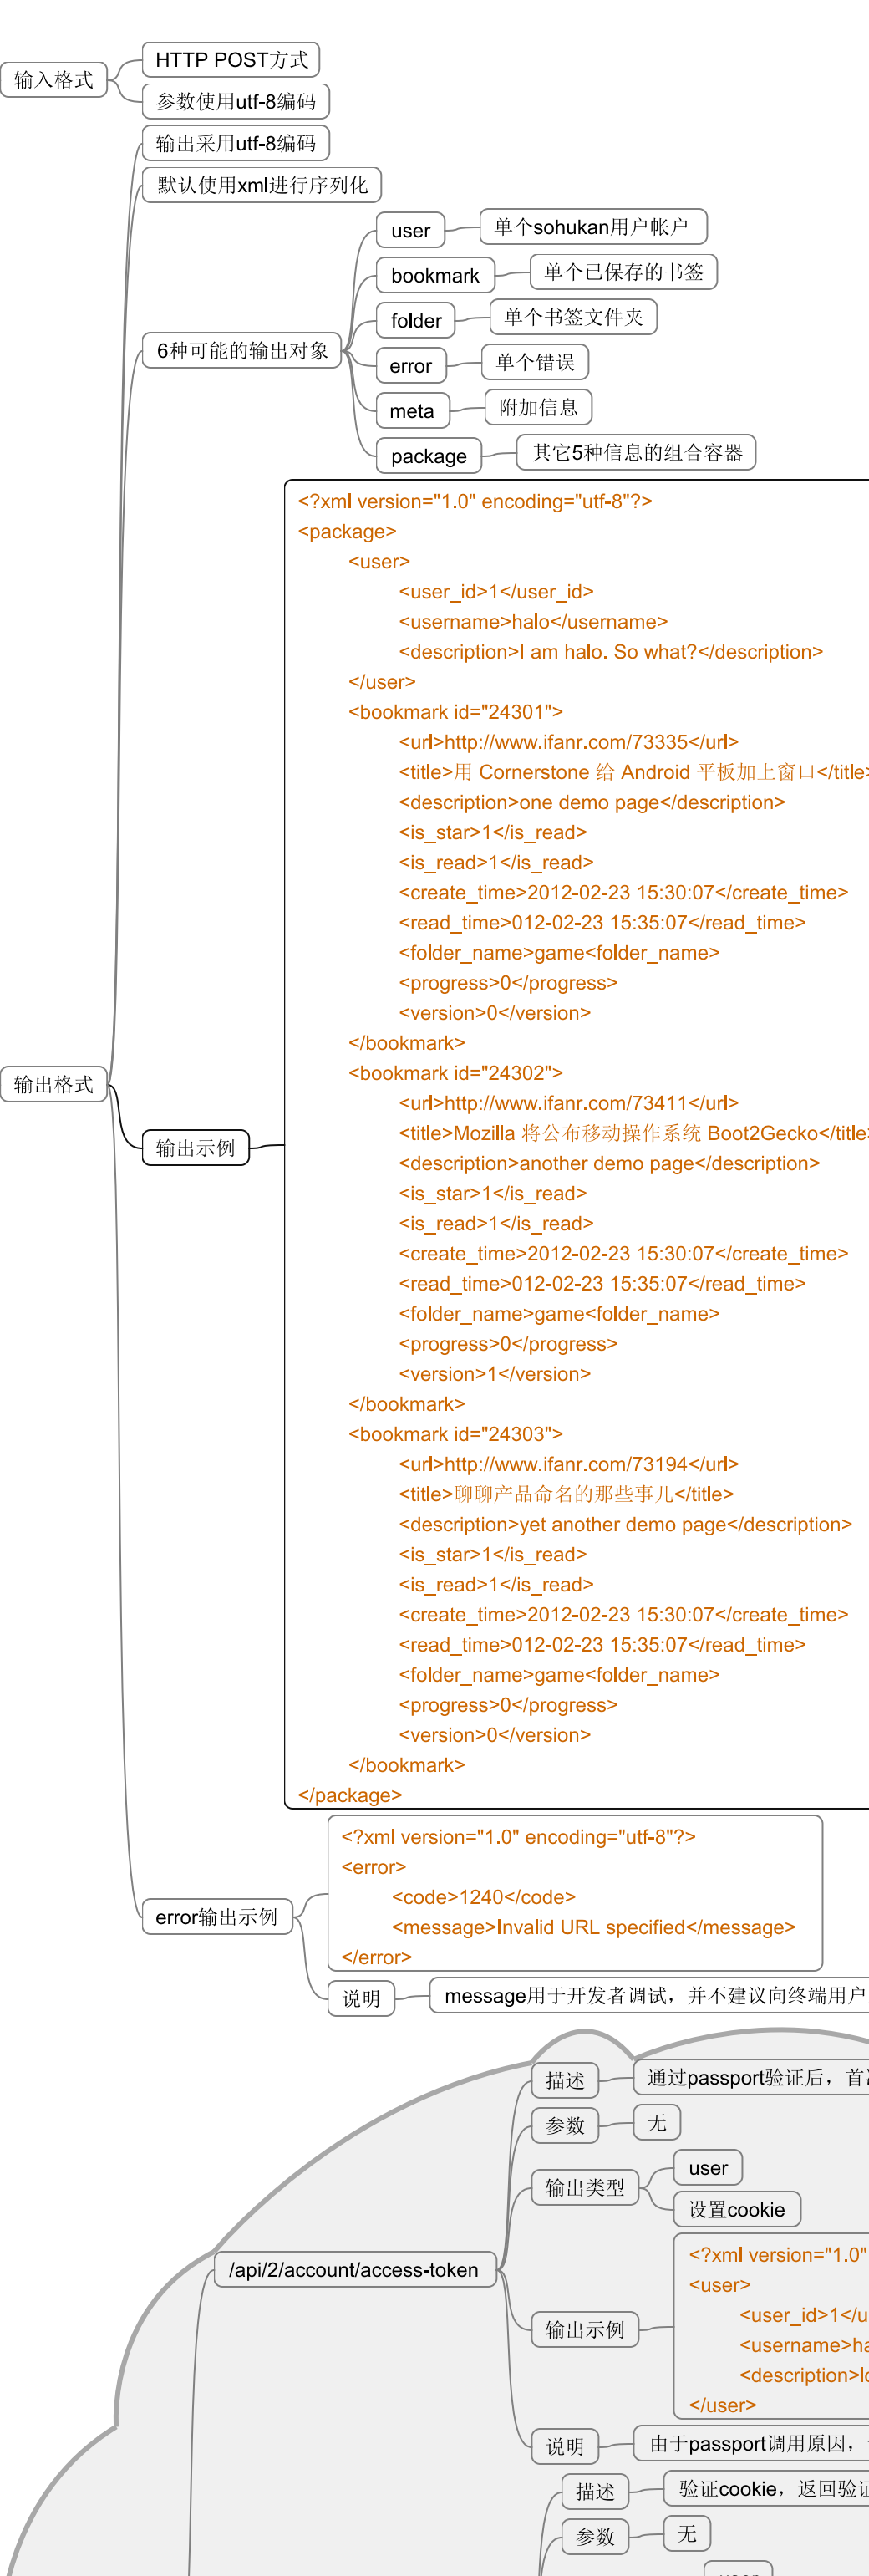 输入格式
HTTP POST方式
参数使用utf-8编码
输出格式
输出采用utf-8编码
默认使用xml进行序列化
6种可能的输出对象
user
单个sohukan用户帐户
bookmark
单个已保存的书签
folder
单个书签文件夹
error
单个错误
meta
附加信息
package
其它5种信息的组合容器
输出示例
<?xml version="1.0" encoding="utf-8"?>
<package>
<user>
<user_id>1</user_id>
<username>halo</username>
<description>I am halo. So what?</description>
</user>
<bookmark id="24301">
<url>http://www.ifanr.com/73335</url>
<title>用 Cornerstone 给 Android 平板加上窗口</title>
<description>one demo page</description>
<is_star>1</is_read>
<is_read>1</is_read>
<create_time>2012-02-23 15:30:07</create_time>
<read_time>012-02-23 15:35:07</read_time>
<folder_name>game<folder_name>
<progress>0</progress>
<version>0</version>
</bookmark>
<bookmark id="24302">
<url>http://www.ifanr.com/73411</url>
<title>Mozilla 将公布移动操作系统 Boot2Gecko</title>
<description>another demo page</description>
<is_star>1</is_read>
<is_read>1</is_read>
<create_time>2012-02-23 15:30:07</create_time>
<read_time>012-02-23 15:35:07</read_time>
<folder_name>game<folder_name>
<progress>0</progress>
<version>1</version>
</bookmark>
<bookmark id="24303">
<url>http://www.ifanr.com/73194</url>
<title>聊聊产品命名的那些事儿</title>
<description>yet another demo page</description>
<is_star>1</is_read>
<is_read>1</is_read>
<create_time>2012-02-23 15:30:07</create_time>
<read_time>012-02-23 15:35:07</read_time>
<folder_name>game<folder_name>
<progress>0</progress>
<version>0</version>
</bookmark>
</package>
error输出示例
<?xml version="1.0" encoding="utf-8"?>
<error>
<code>1240</code>
<message>Invalid URL specified</message>
</error>
说明
message用于开发者调试，并不建议向终端用户
/api/2/account/access-token
描述
通过passport验证后，首
参数
无
输出类型
user
设置cookie
输出示例
<?xml version="1.0"
<user>
<user_id>1</u
<username>ha
<description>lo
</user>
说明
由于passport调用原因，
描述
验证cookie，返回验证
参数
无